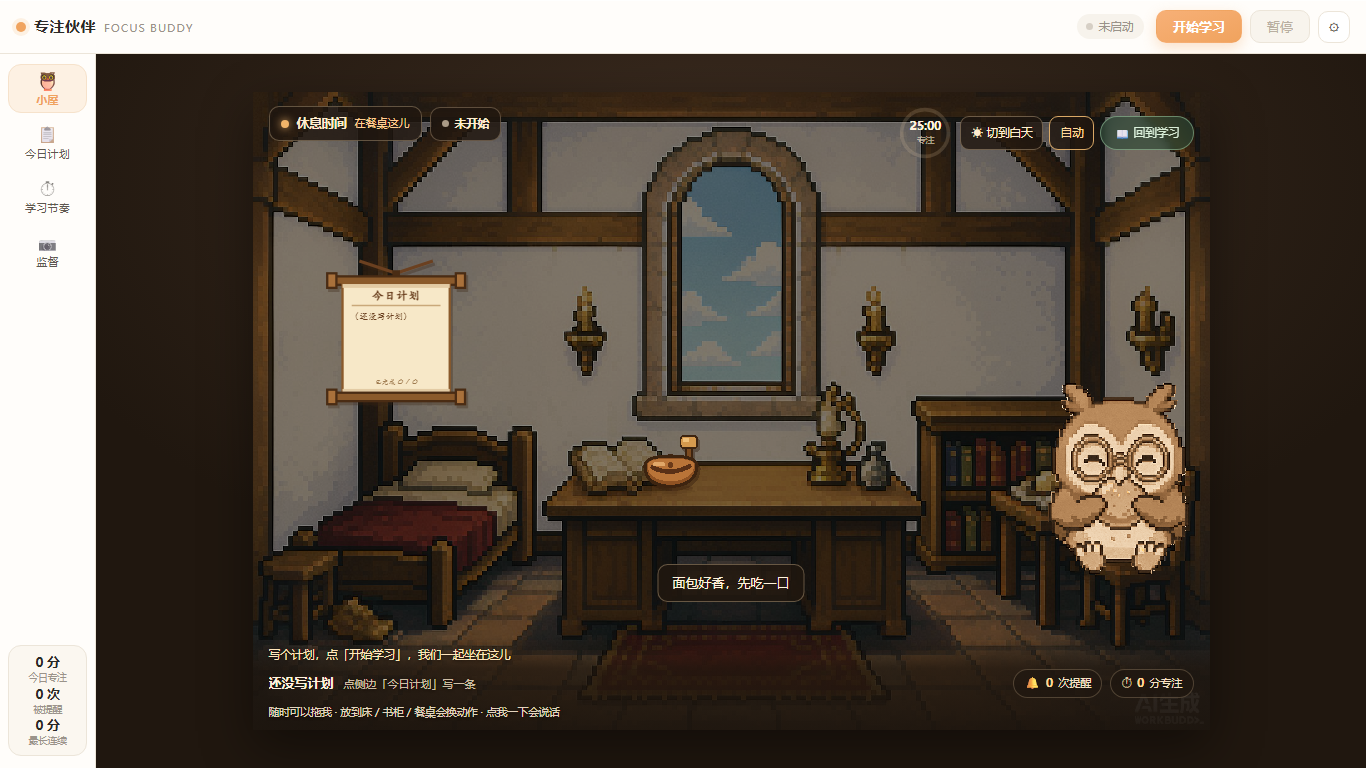 专注伙伴 FOCUS BUDDY
未启动
开始学习
暂停
小屋
今日计划
学习节奏
监督
0 分
今日专注
0 次
被提醒
0 分
最长连续
休息时间 在餐桌这儿
未开始
25:00
专注
切到白天
自动
回到学习
今日计划
(还没写计划)
已完成 0 / 0
面包好香，先吃一口
写个计划，点「开始学习」，我们一起坐在这儿
还没写计划 点侧边「今日计划」写一条
随时可以拖我 · 放到床 / 书柜 / 餐桌会换动作 · 点我一下会说话
0 次提醒
0 分专注
AI生成
WORKBUDDY